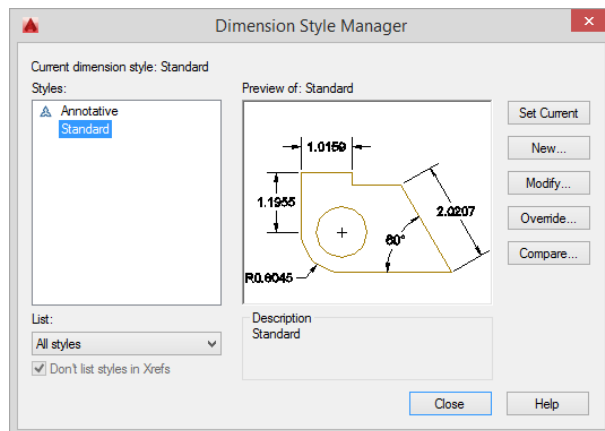 Dimension Style Manager
Current dimension style: Standard
Styles:
Annotative
Standard
Preview of: Standard
1.0159
1.1955
2.0207
60°
R0.6045
Set Current
New...
Modify...
Override...
Compare...
List:
All styles
Don't list styles in Xrefs
Description
Standard
Close
Help